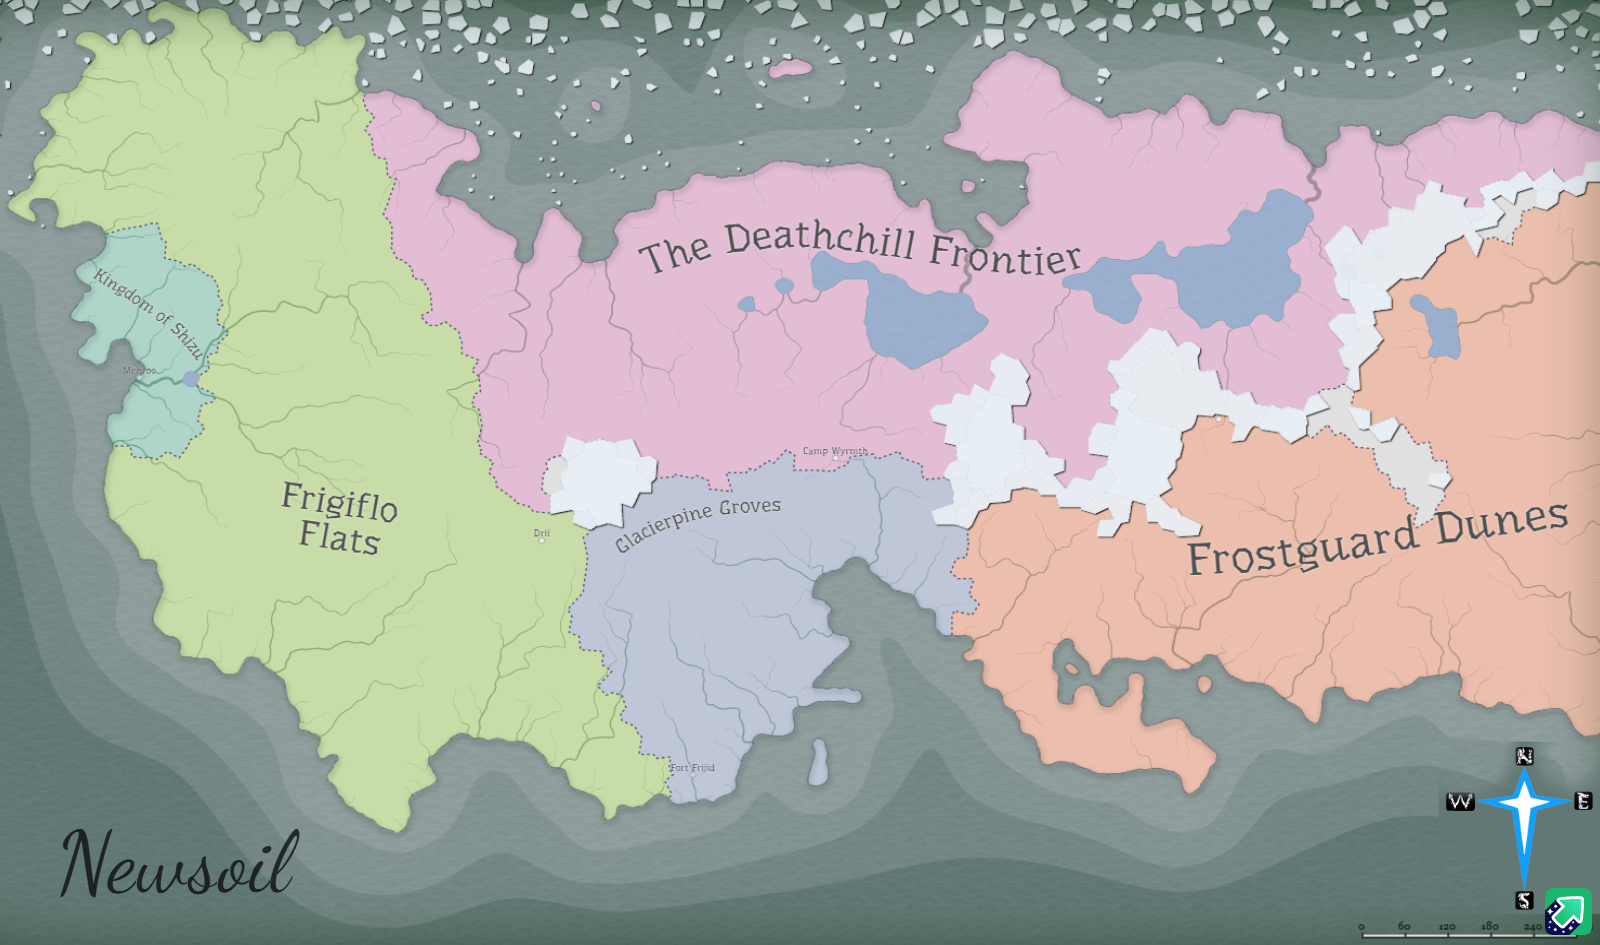 The Deathchill Frontier
Kingdom of Shizu
Mehroo
Camp Wyrmth
Frigiflo
Flats
Glacierpine Groves
Drii
Frostguard Dunes
Fort Frijid
Newsoil
N
W
E
S
0 60 120 180 240